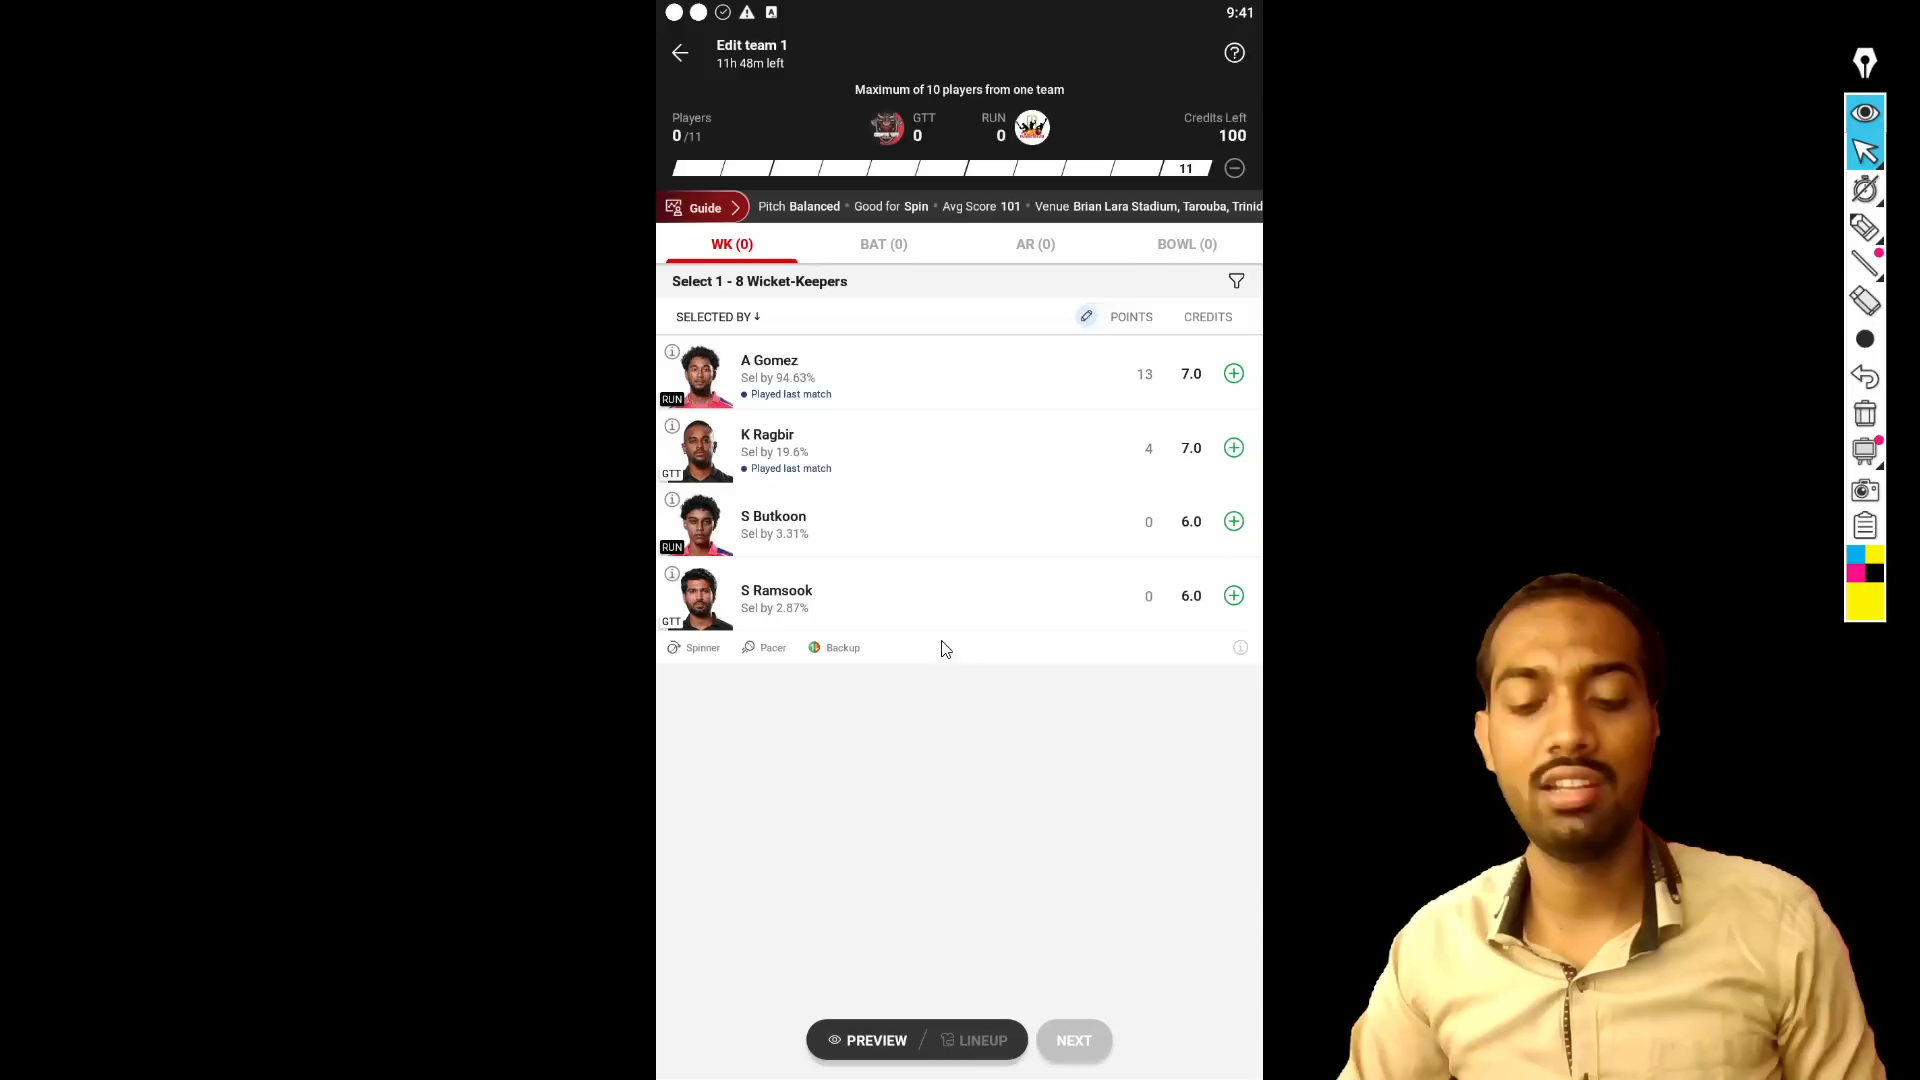 9:41
Edit team 1
11h 48m left
Maximum of 10 players from one team
Players GTT RUN Credits Left
0 /11 0 0 100
11
Guide Pitch Balanced • Good for Spin • Avg Score 101 • Venue Brian Lara Stadium, Tarouba, Trinid
WK (0) BAT (0) AR (0) BOWL (0)
Select 1 - 8 Wicket-Keepers
SELECTED BY ↓ POINTS CREDITS
A Gomez
Sel by 94.63%
13 7.0
• Played last match
RUN
K Ragbir
Sel by 19.6%
4 7.0
• Played last match
GTT
S Butkoon
0 6.0
Sel by 3.31%
RUN
S Ramsook
0 6.0
Sel by 2.87%
GTT
Spinner Pacer Backup
PREVIEW / LINEUP NEXT